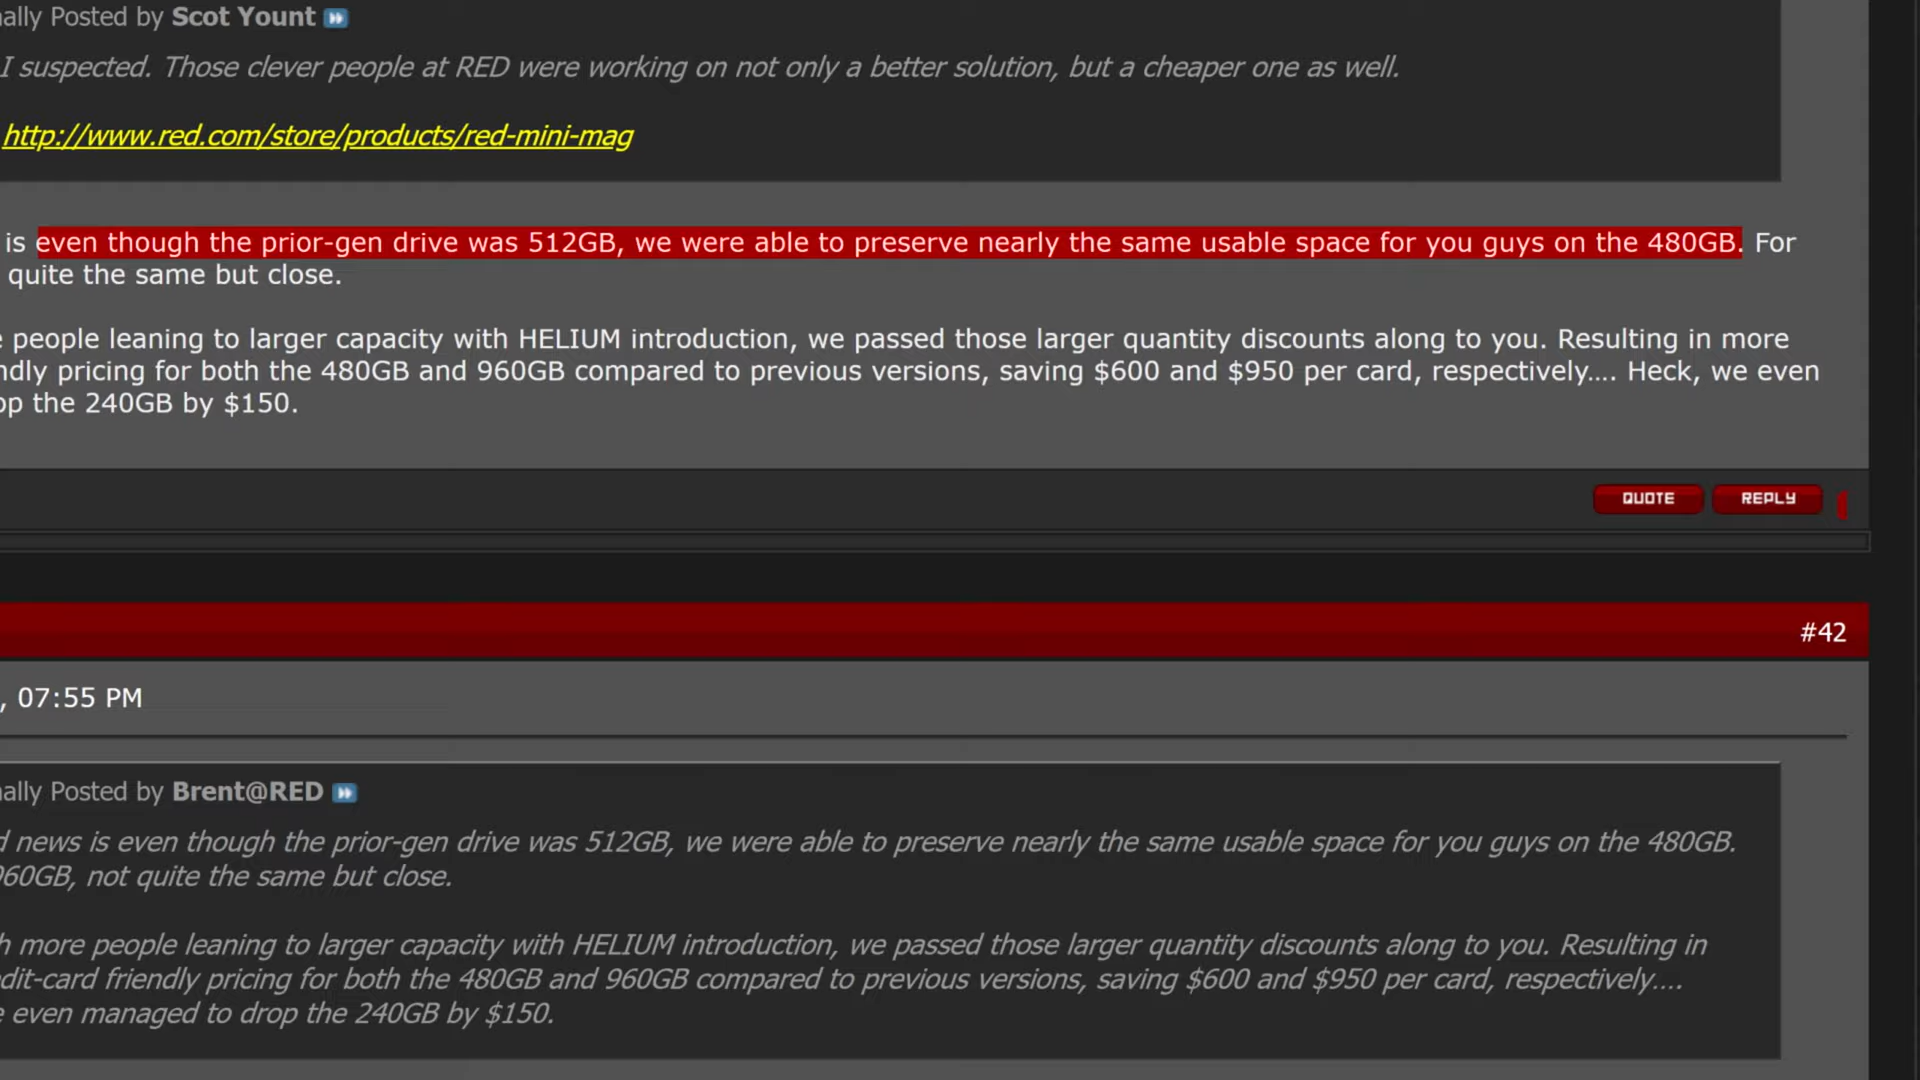 ally Posted by Scot Yount
I suspected. Those clever people at RED were working on not only a better solution, but a cheaper one as well.
http://www.red.com/store/products/red-mini-mag
is even though the prior-gen drive was 512GB, we were able to preserve nearly the same usable space for you guys on the 480GB. For
quite the same but close.
people leaning to larger capacity with HELIUM introduction, we passed those larger quantity discounts along to you. Resulting in more
ndly pricing for both the 480GB and 960GB compared to previous versions, saving $600 and $950 per card, respectively.... Heck, we even
op the 240GB by $150.
QUOTE REPLY
#42
, 07:55 PM
ally Posted by Brent@RED
d news is even though the prior-gen drive was 512GB, we were able to preserve nearly the same usable space for you guys on the 480GB.
960GB, not quite the same but close.
h more people leaning to larger capacity with HELIUM introduction, we passed those larger quantity discounts along to you. Resulting in
edit-card friendly pricing for both the 480GB and 960GB compared to previous versions, saving $600 and $950 per card, respectively....
e even managed to drop the 240GB by $150.